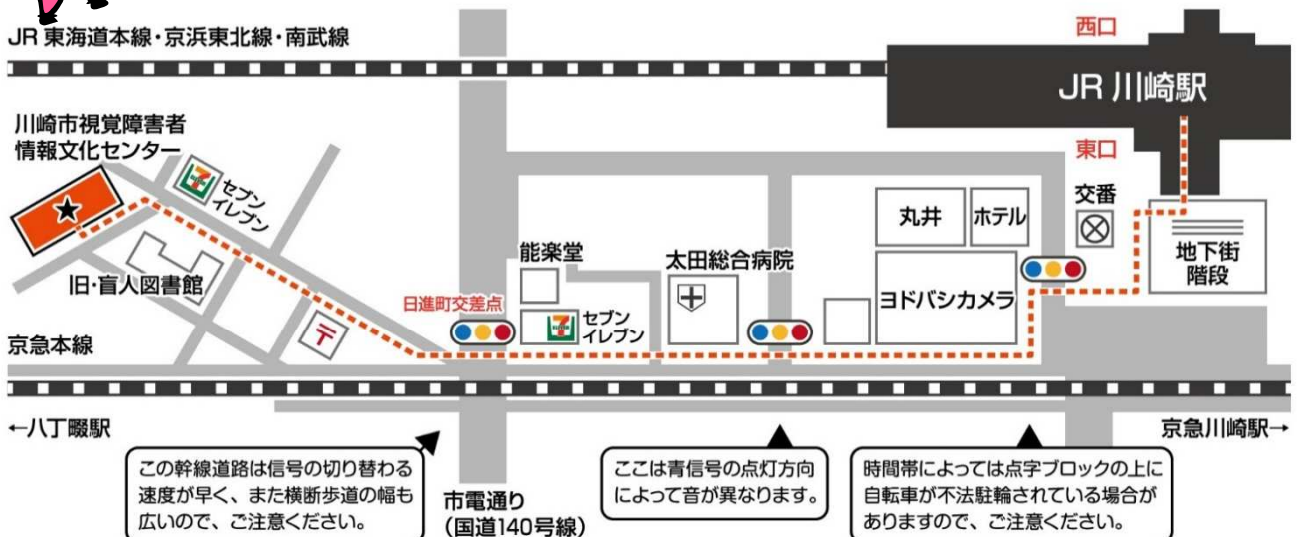 JR 東海道本線・京浜東北線・南武線
西口
JR 川崎駅
川崎市視覚障害者
情報文化センター
東口
交番
セブン
イレブン
丸井
ホテル
地下街
階段
能楽堂
太田総合病院
旧・盲人図書館
日進町交差点
ヨドバシカメラ
セブン
イレブン
京急本線
←八丁畷駅
京急川崎駅→
この幹線道路は信号の切り替わる
速度が早く、また横断歩道の幅も
広いので、ご注意ください。
市電通り
(国道140号線)
ここは青信号の点灯方向
によって音が異なります。
時間帯によっては点字ブロックの上に
自転車が不法駐輪されている場合が
ありますので、ご注意ください。